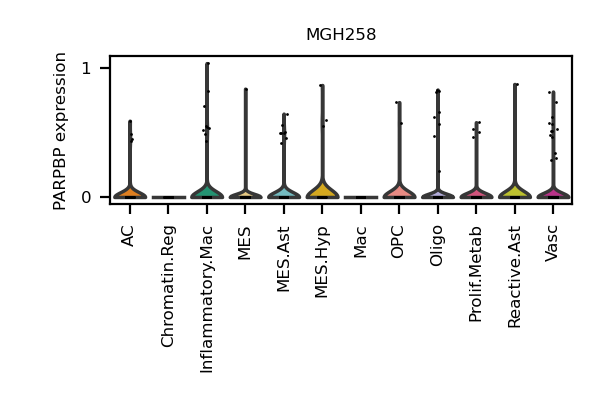 MGH258
PARPBP expression
1
0
AC
Chromatin.Reg
Inflammatory.Mac
MES
MES.Ast
MES.Hyp
Mac
OPC
Oligo
Prolif.Metab
Reactive.Ast
Vasc